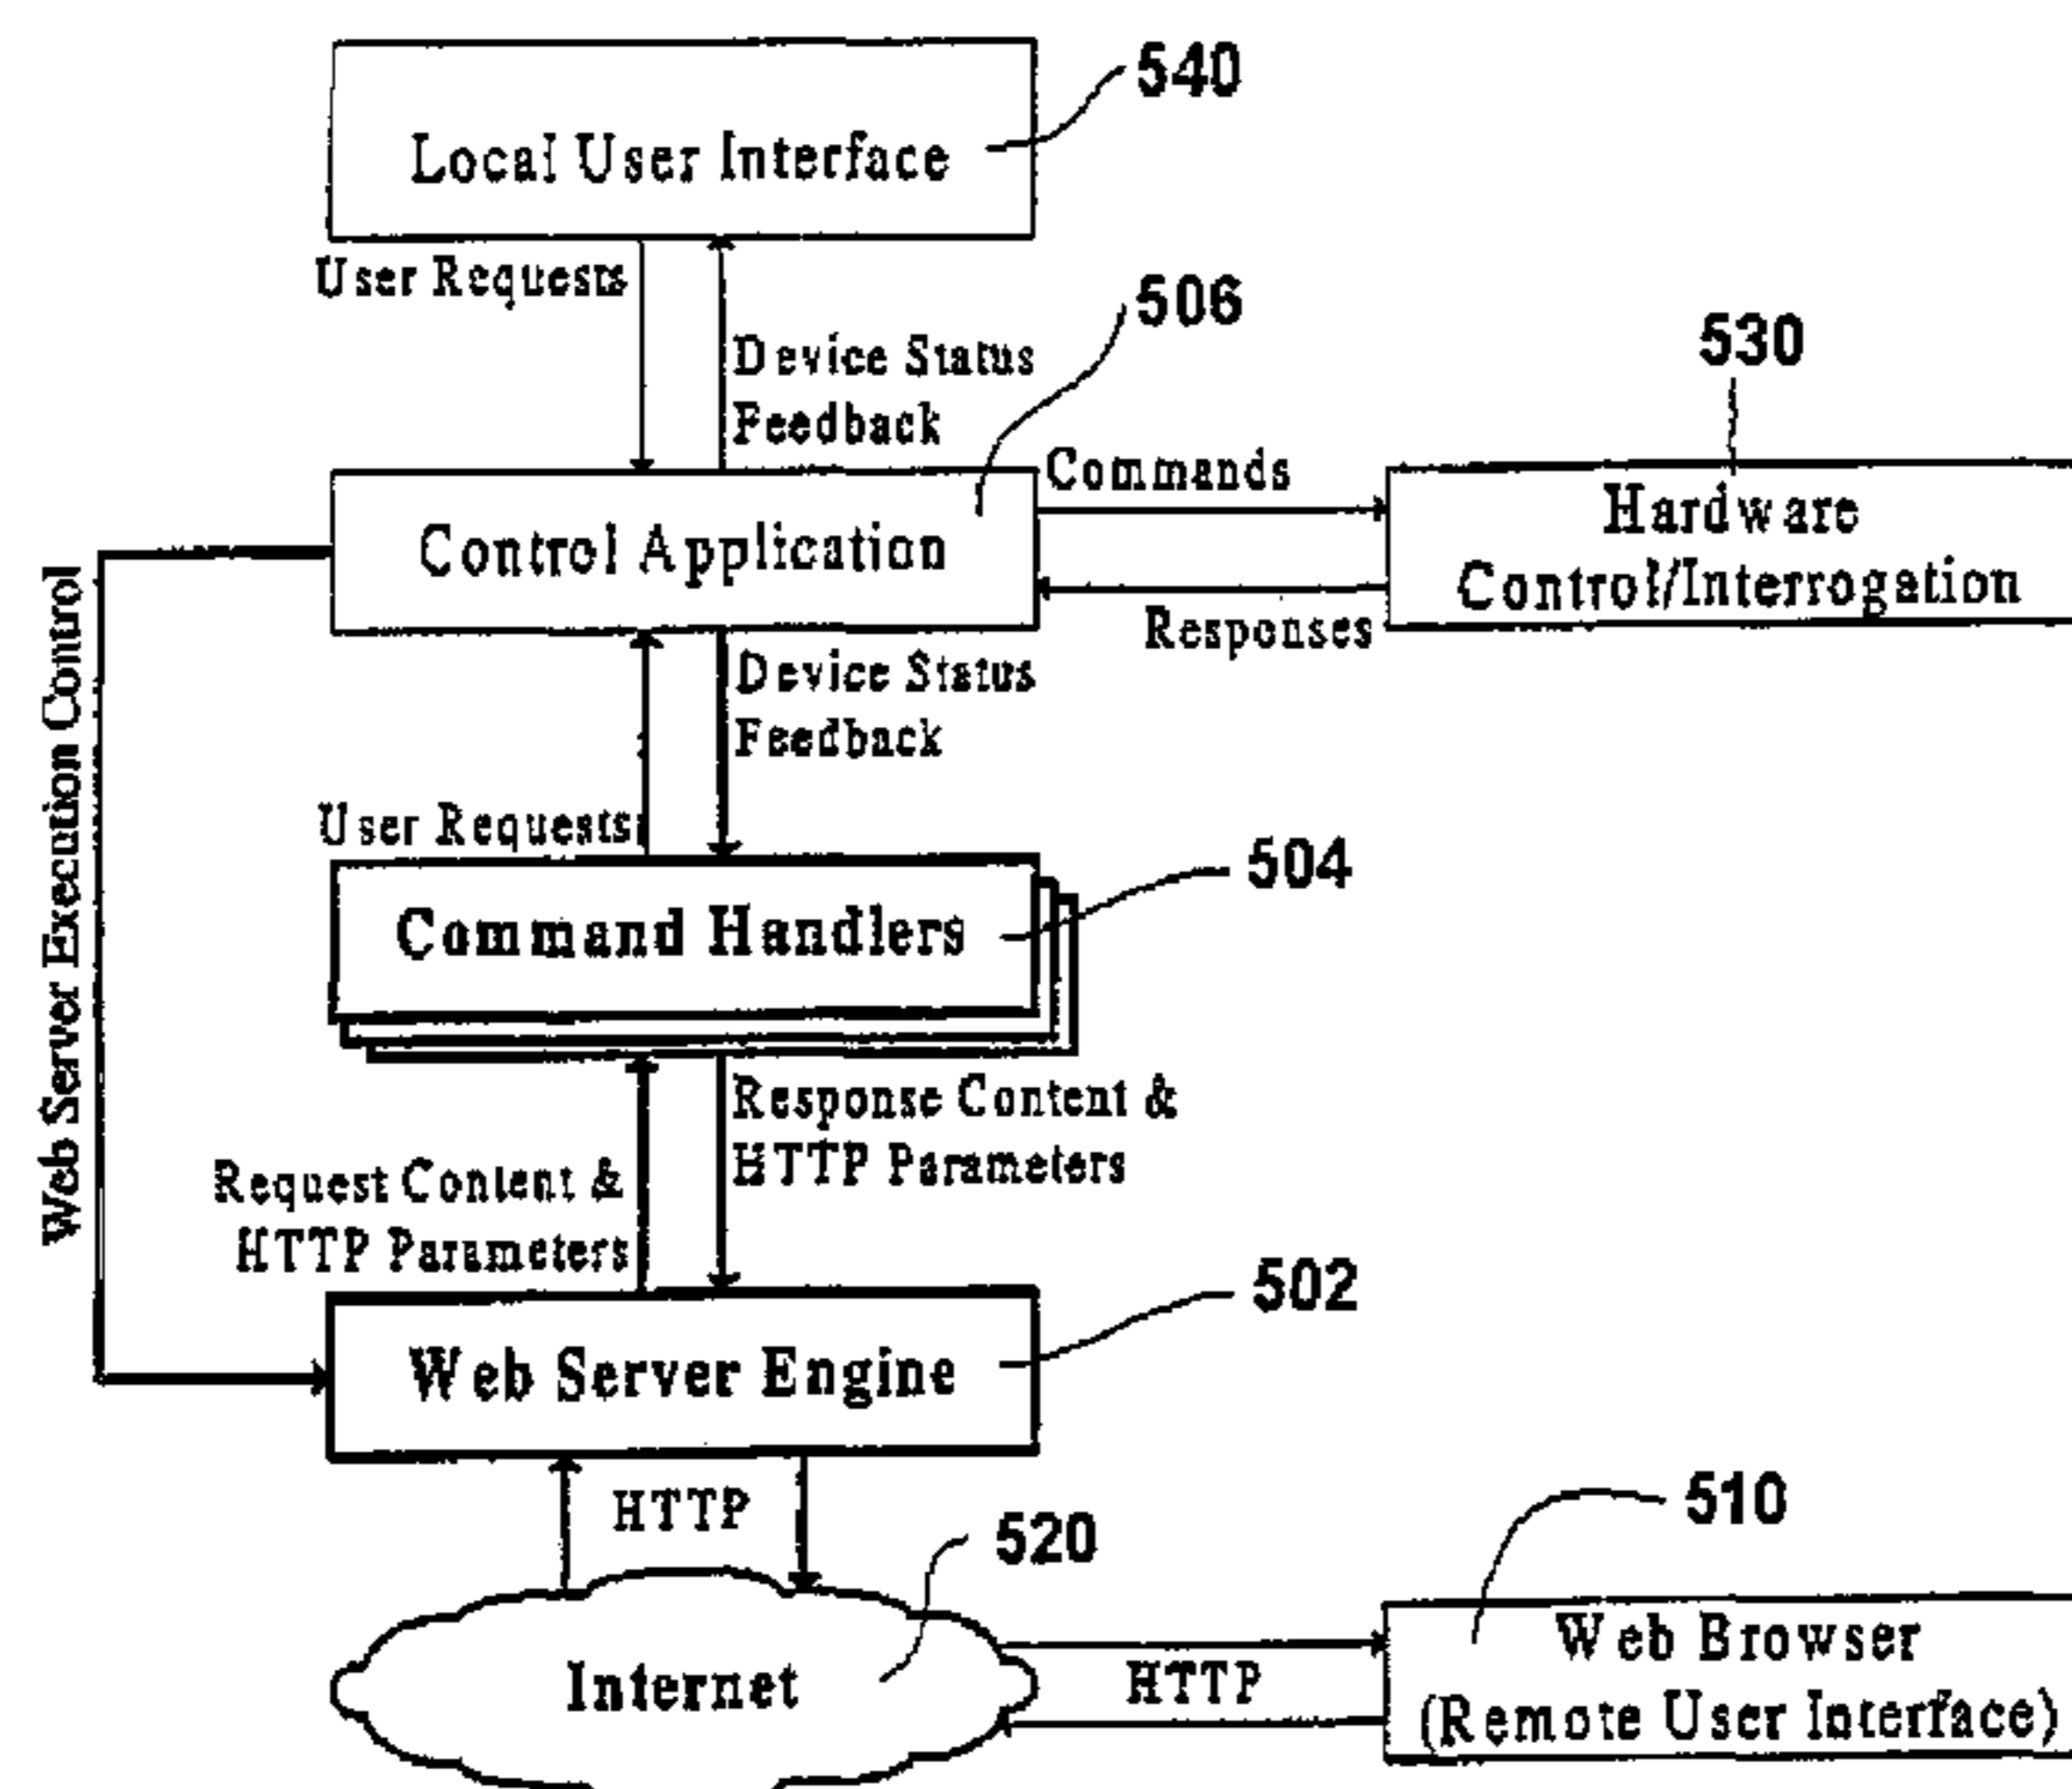 540
Local User Interface
User Requests
506
Device Status
Feedback
530
Commands
Hardware
Control/Interrogation
Control Application
Responses
Web Server Execution Control
Device Status
Feedback
User Requests
504
Command Handlers
Response Content &
HTTP Parameters
Request Content &
HTTP Parameters
502
Web Server Engine
HTTP
510
520
Web Browser
(Remote User Interface)
HTTP
Internet